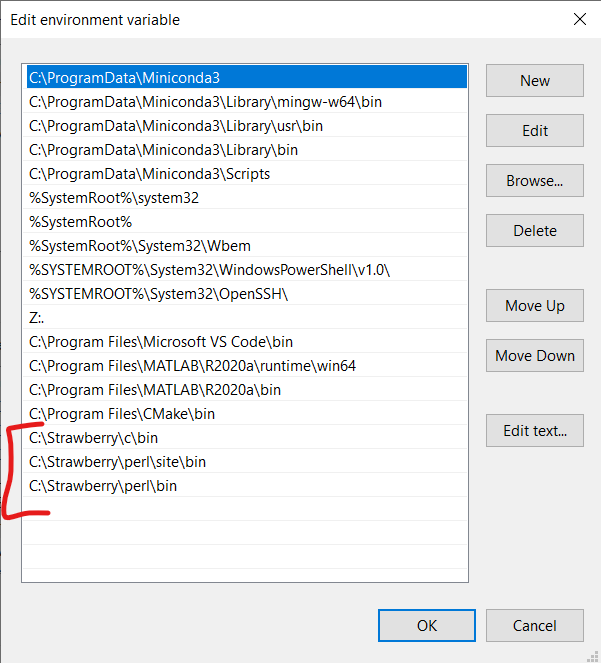 Edit environment variable
C:\ProgramData\Miniconda3
C:\ProgramData\Miniconda3\Library\mingw-w64\bin
C:\ProgramData\Miniconda3\Library\usr\bin
C:\ProgramData\Miniconda3\Library\bin
C:\ProgramData\Miniconda3\Scripts
%SystemRoot%\system32
%SystemRoot%
%SystemRoot%\System32\Wbem
%SYSTEMROOT%\System32\WindowsPowerShell\v1.0\
%SYSTEMROOT%\System32\OpenSSH\
Z:.
C:\Program Files\Microsoft VS Code\bin
C:\Program Files\MATLAB\R2020a\runtime\win64
C:\Program Files\MATLAB\R2020a\bin
C:\Program Files\CMake\bin
C:\Strawberry\c\bin
C:\Strawberry\perl\site\bin
C:\Strawberry\perl\bin
New
Edit
Browse...
Delete
Move Up
Move Down
Edit text...
OK
Cancel